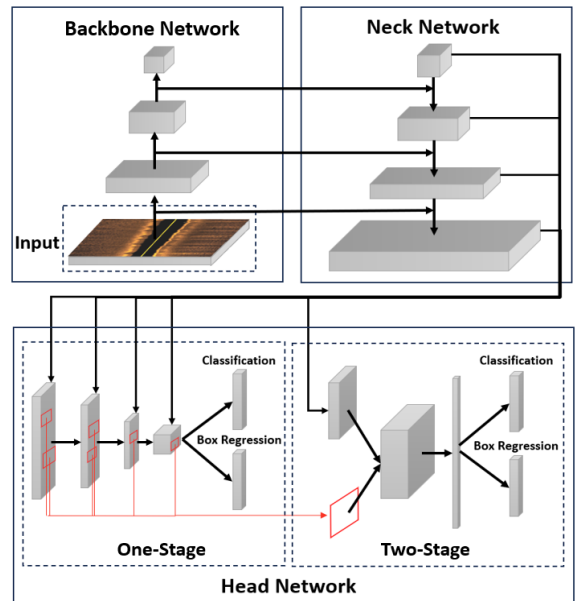 Backbone Network
Neck Network
Input
Classification
Box Regression
One-Stage
Classification
Box Regression
Two-Stage
Head Network